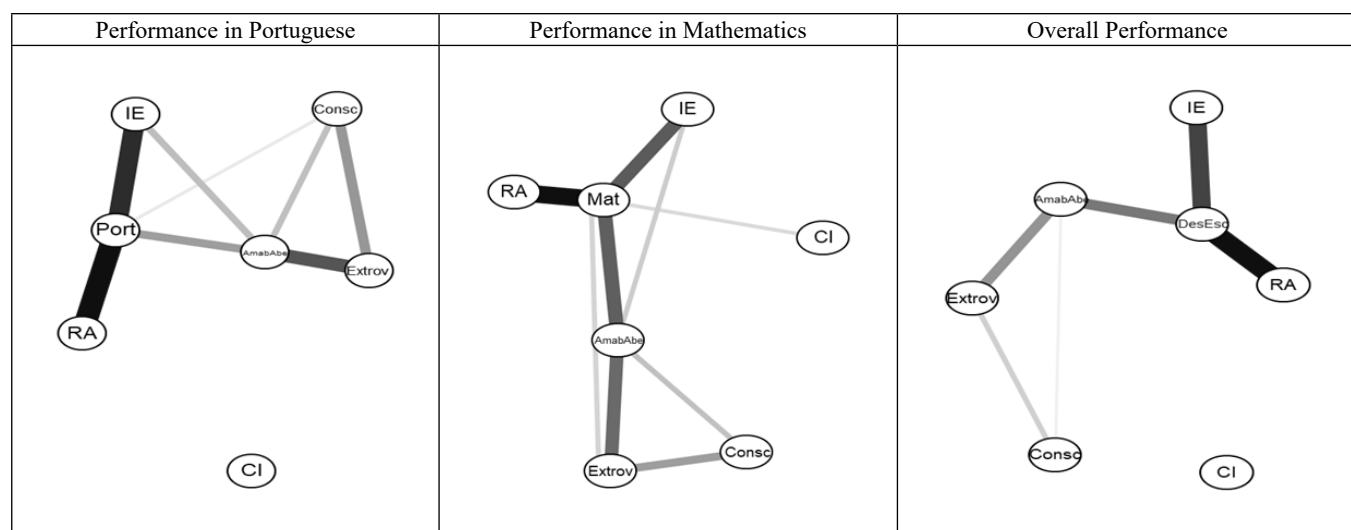 Performance in Portuguese
Performance in Mathematics
Overall Performance
IE
Consc
Port
AmabAbe
Extrov
RA
CI
IE
RA
Mat
CI
AmabAbe
Consc
Extrov
IE
AmabAbe
DesEsc
RA
Extrov
Consc
CI